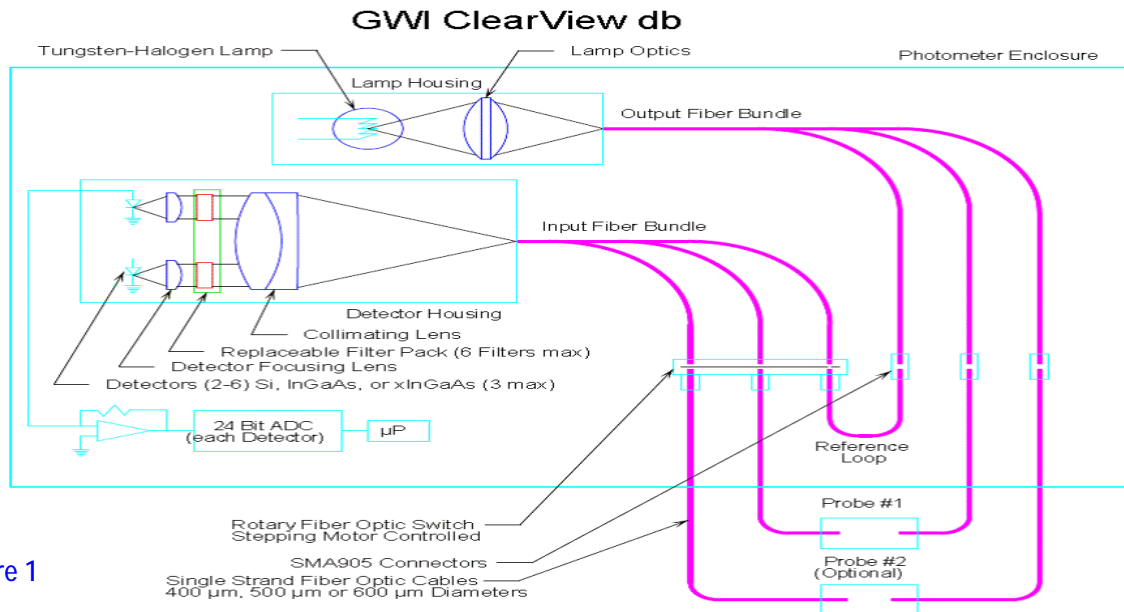 GWI ClearView db
Tungsten-Halogen Lamp
Lamp Optics
Photometer Enclosure
Lamp Housing
Output Fiber Bundle
Input Fiber Bundle
Detector Housing
Collimating Lens
Replaceable Filter Pack (6 Filters max)
Detector Focusing Lens
Detectors (2-6) Si, InGaAs, or xInGaAs (3 max)
24 Bit ADC
(each Detector)
µP
Reference
Loop
Rotary Fiber Optic Switch
Stepping Motor Controlled
Probe #1
SMA905 Connectors
Probe #2
(Optional)
Single Strand Fiber Optic Cables
400 µm, 500 µm or 600 µm Diameters
re 1